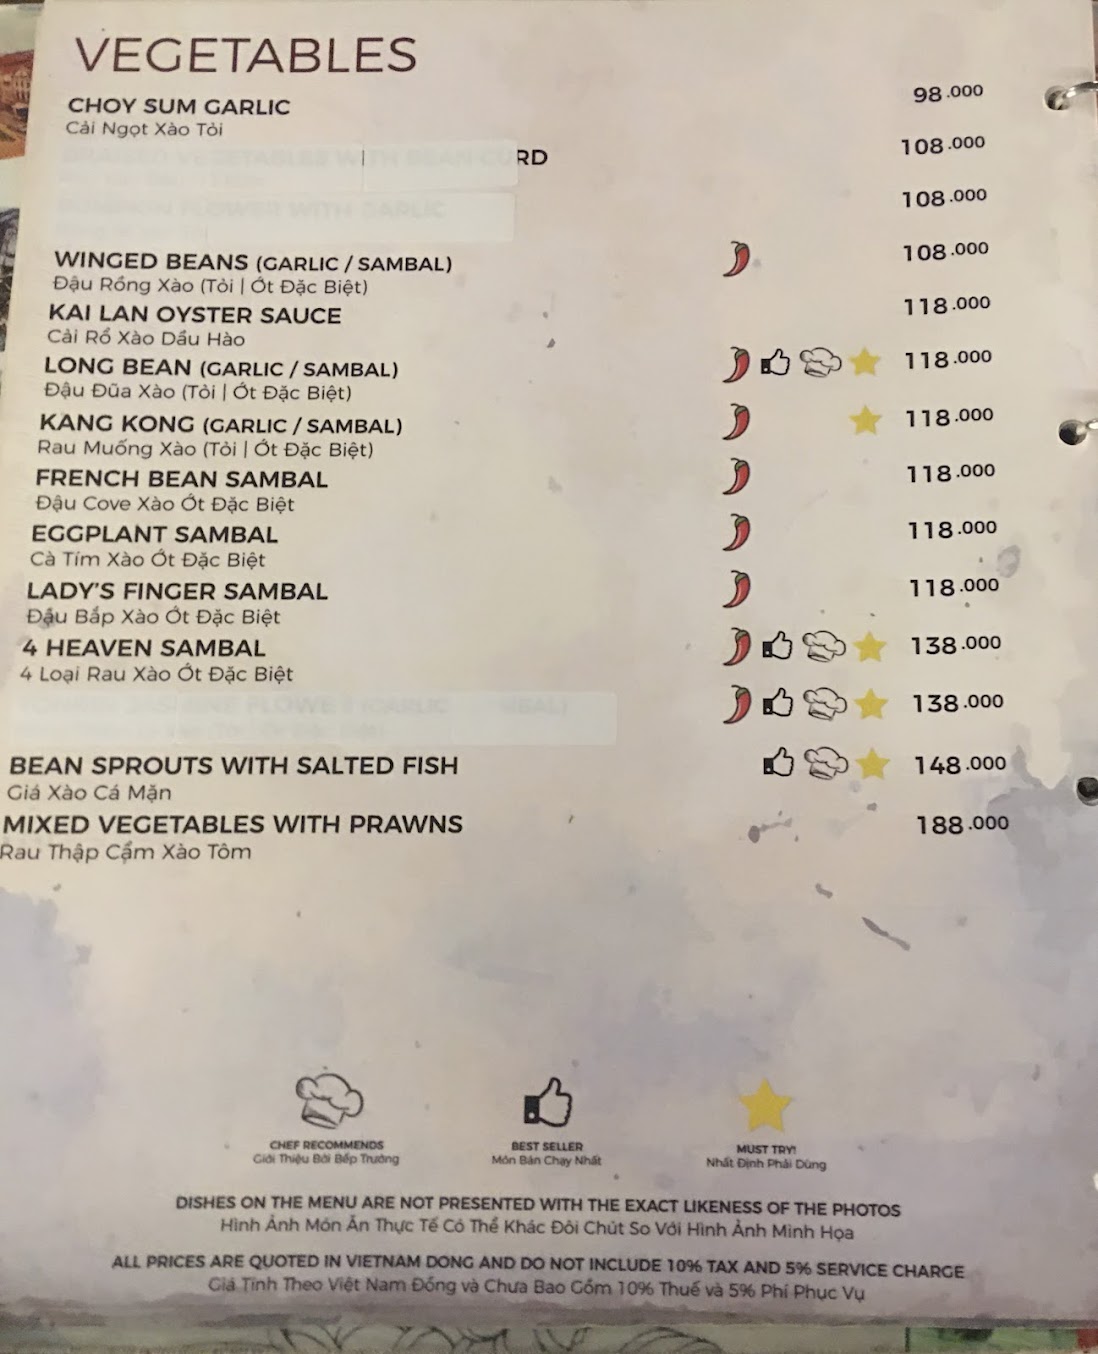 VEGETABLES
CHOY SUM GARLIC 98.000
Cải Ngọt Xào Tỏi
BRAISED VEGETABLES WITH BEAN CURD 108.000
FLOWER WITH GARLIC 108.000
WINGED BEANS (GARLIC / SAMBAL) 108.000
Đậu Rồng Xào (Tỏi | Ớt Đặc Biệt)
KAI LAN OYSTER SAUCE 118.000
Cải Rổ Xào Dầu Hào
LONG BEAN (GARLIC / SAMBAL) 118.000
Đậu Đũa Xào (Tỏi | Ớt Đặc Biệt)
KANG KONG (GARLIC / SAMBAL) 118.000
Rau Muống Xào (Tỏi | Ớt Đặc Biệt)
FRENCH BEAN SAMBAL 118.000
Đậu Cove Xào Ớt Đặc Biệt
EGGPLANT SAMBAL 118.000
Cà Tím Xào Ớt Đặc Biệt
LADY'S FINGER SAMBAL 118.000
Đậu Bắp Xào Ớt Đặc Biệt
4 HEAVEN SAMBAL 138.000
4 Loại Rau Xào Ớt Đặc Biệt
FLOWER (GARLIC SAMBAL) 138.000
BEAN SPROUTS WITH SALTED FISH 148.000
Giá Xào Cá Mặn
MIXED VEGETABLES WITH PRAWNS 188.000
Rau Thập Cẩm Xào Tôm
CHEF RECOMMENDS
Giới Thiệu Bởi Bếp Trưởng
BEST SELLER
Món Bán Chạy Nhất
MUST TRY!
Nhất Định Phải Dùng
DISHES ON THE MENU ARE NOT PRESENTED WITH THE EXACT LIKENESS OF THE PHOTOS
Hình Ảnh Món Ăn Thực Tế Có Thể Khác Đôi Chút So Với Hình Ảnh Minh Họa
ALL PRICES ARE QUOTED IN VIETNAM DONG AND DO NOT INCLUDE 10% TAX AND 5% SERVICE CHARGE
Giá Tính Theo Việt Nam Đồng và Chưa Bao Gồm 10% Thuế và 5% Phí Phục Vụ